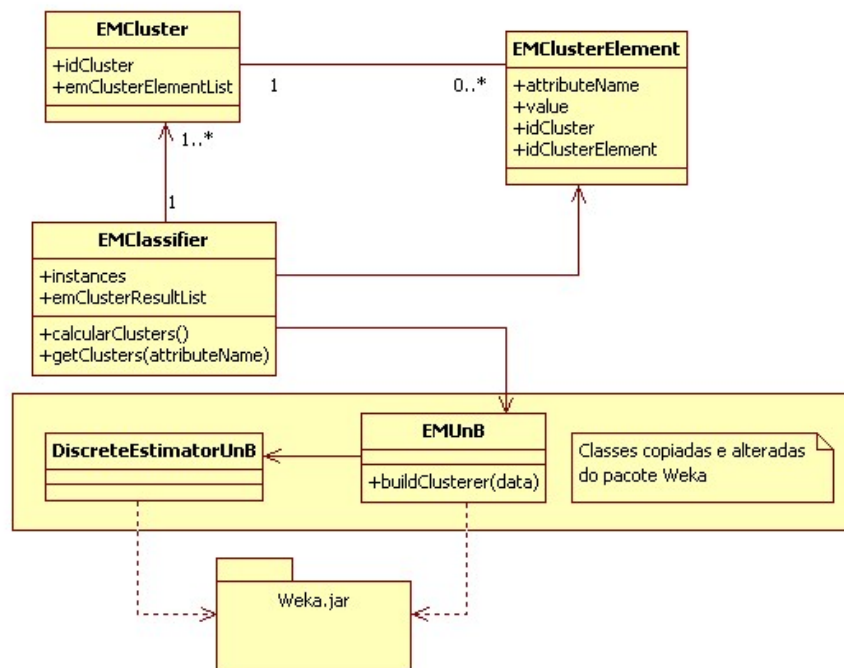 EMCluster
+idCluster
+emClusterElementList
1
0..*
EMClusterElement
+attributeName
+value
+idCluster
+idClusterElement
1..*
1
EMClassifier
+instances
+emClusterResultList
+calcularClusters()
+getClusters(attributeName)
DiscreteEstimatorUnB
EMUnB
+buildClusterer(data)
Classes copiadas e alteradas
do pacote Weka
Weka.jar